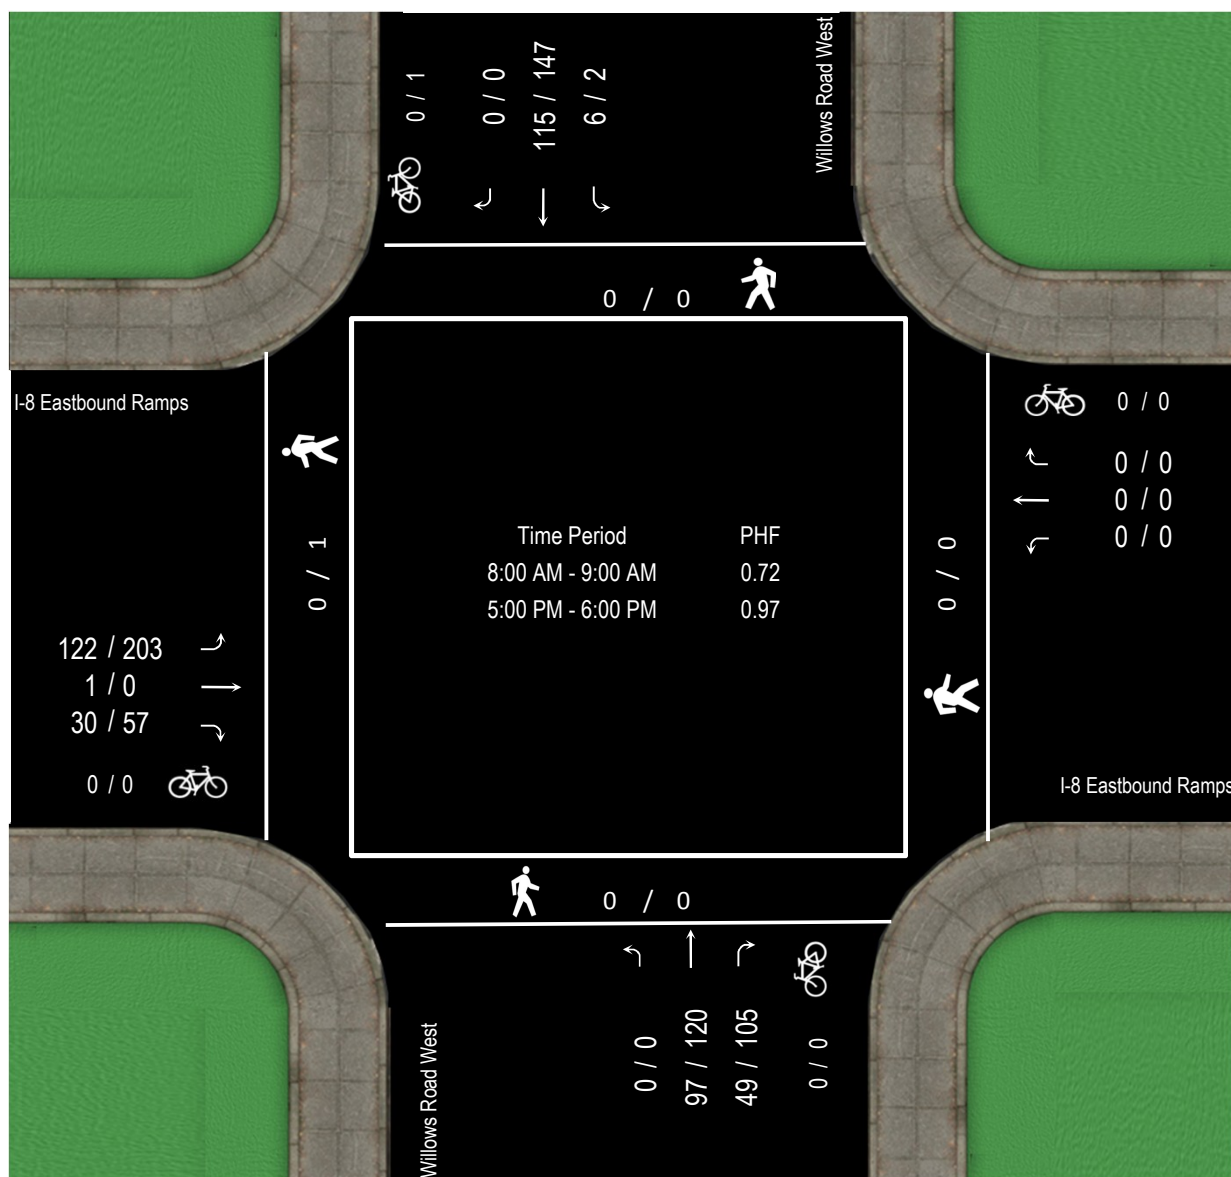 0 / 1
0 / 0
115 / 147
6 / 2
Willows Road West
0 / 0
I-8 Eastbound Ramps
0 / 0
0 / 0
0 / 0
0 / 0
0 / 1
Time Period PHF
8:00 AM - 9:00 AM 0.72
5:00 PM - 6:00 PM 0.97
0 / 0
122 / 203
1 / 0
30 / 57
0 / 0
I-8 Eastbound Ramps
0 / 0
Willows Road West
0 / 0
97 / 120
49 / 105
0 / 0